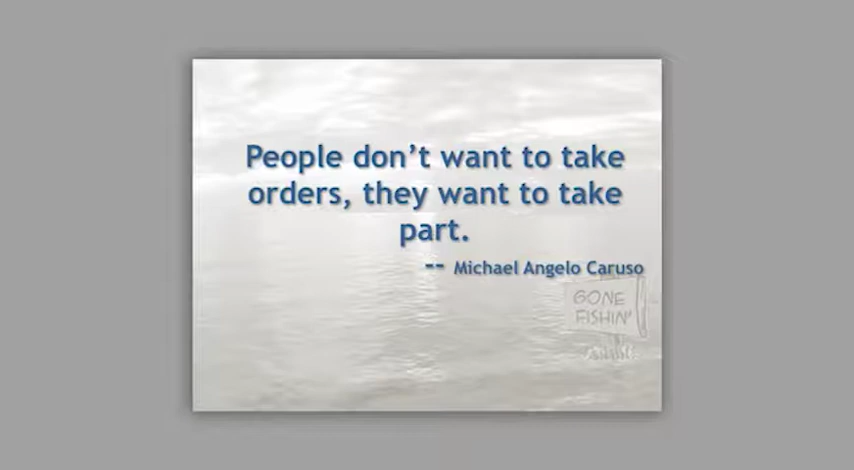 People don't want to take
orders, they want to take
part.
-- Michael Angelo Caruso
GONE
FISHIN'